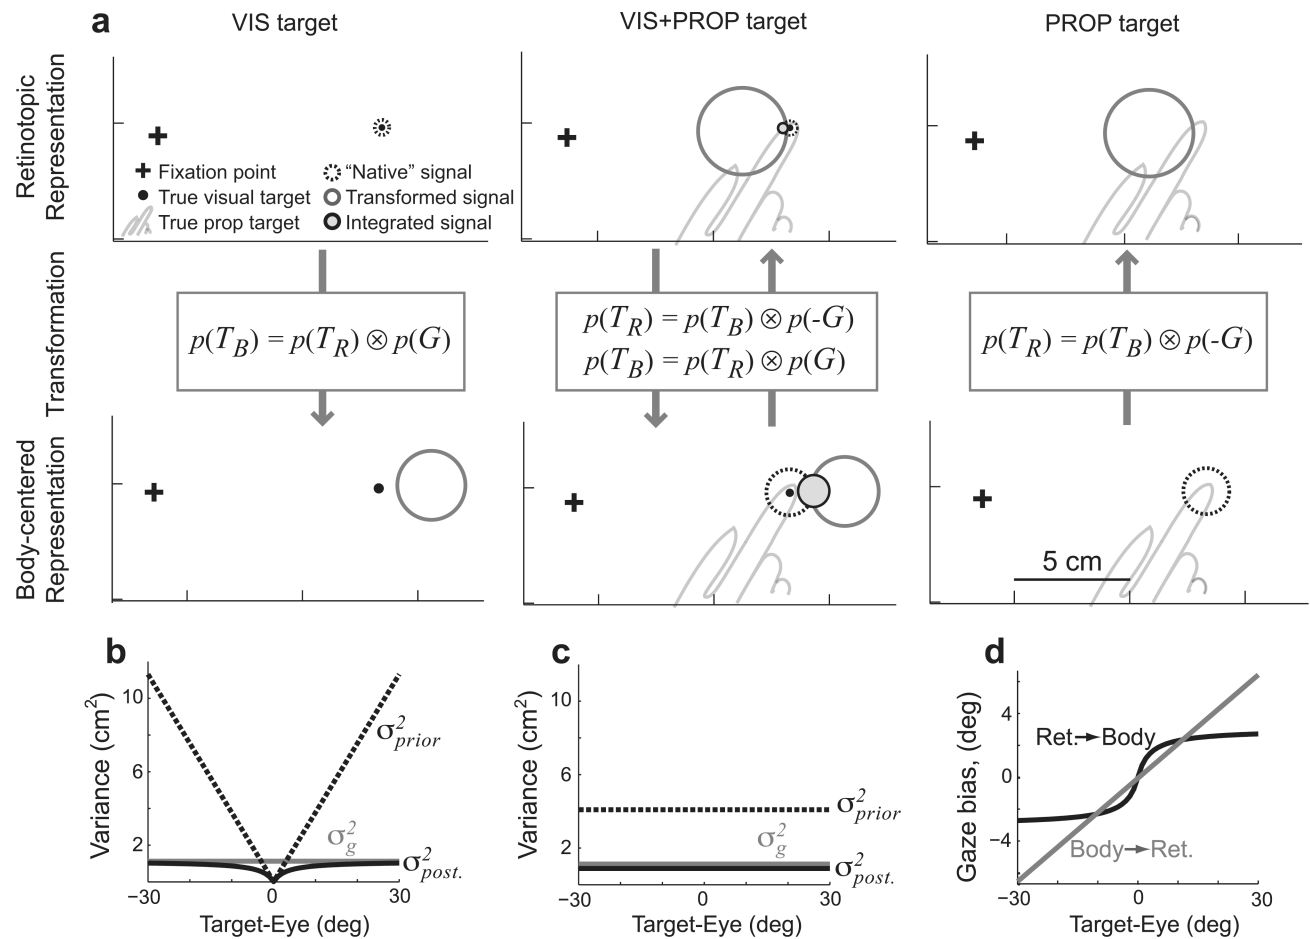 a
VIS target
VIS+PROP target
PROP target
Retinotopic
Representation
Fixation point
True visual target
True prop target
"Native" signal
Transformed signal
Integrated signal
Transformation
p(T_B) = p(T_R) ⊗ p(G)
p(T_R) = p(T_B) ⊗ p(-G)
p(T_B) = p(T_R) ⊗ p(G)
p(T_R) = p(T_B) ⊗ p(-G)
Body-centered
Representation
5 cm
b
Variance (cm²)
10
6
2
σ²prior
σ²g
σ²post.
−30
0
30
Target-Eye (deg)
c
Variance (cm²)
10
6
2
σ²prior
σ²g
σ²post.
−30
0
30
Target-Eye (deg)
d
Gaze bias, (deg)
4
0
−4
Ret.→Body
Body→Ret.
−30
0
30
Target-Eye (deg)